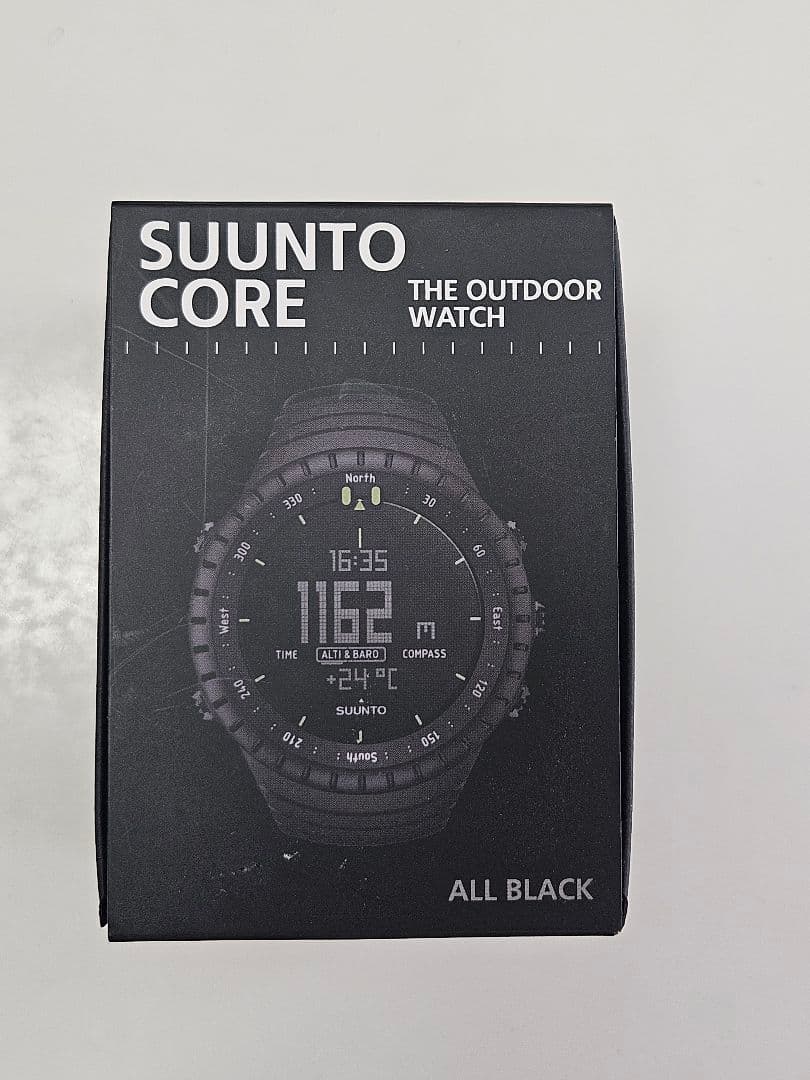 SUUNTO
CORE
THE OUTDOOR
WATCH
North
330
30
300
60
16:35
1162 m
West
East
TIME ALTI & BARO COMPASS
+24°C
240
120
SUUNTO
210
150
South
ALL BLACK